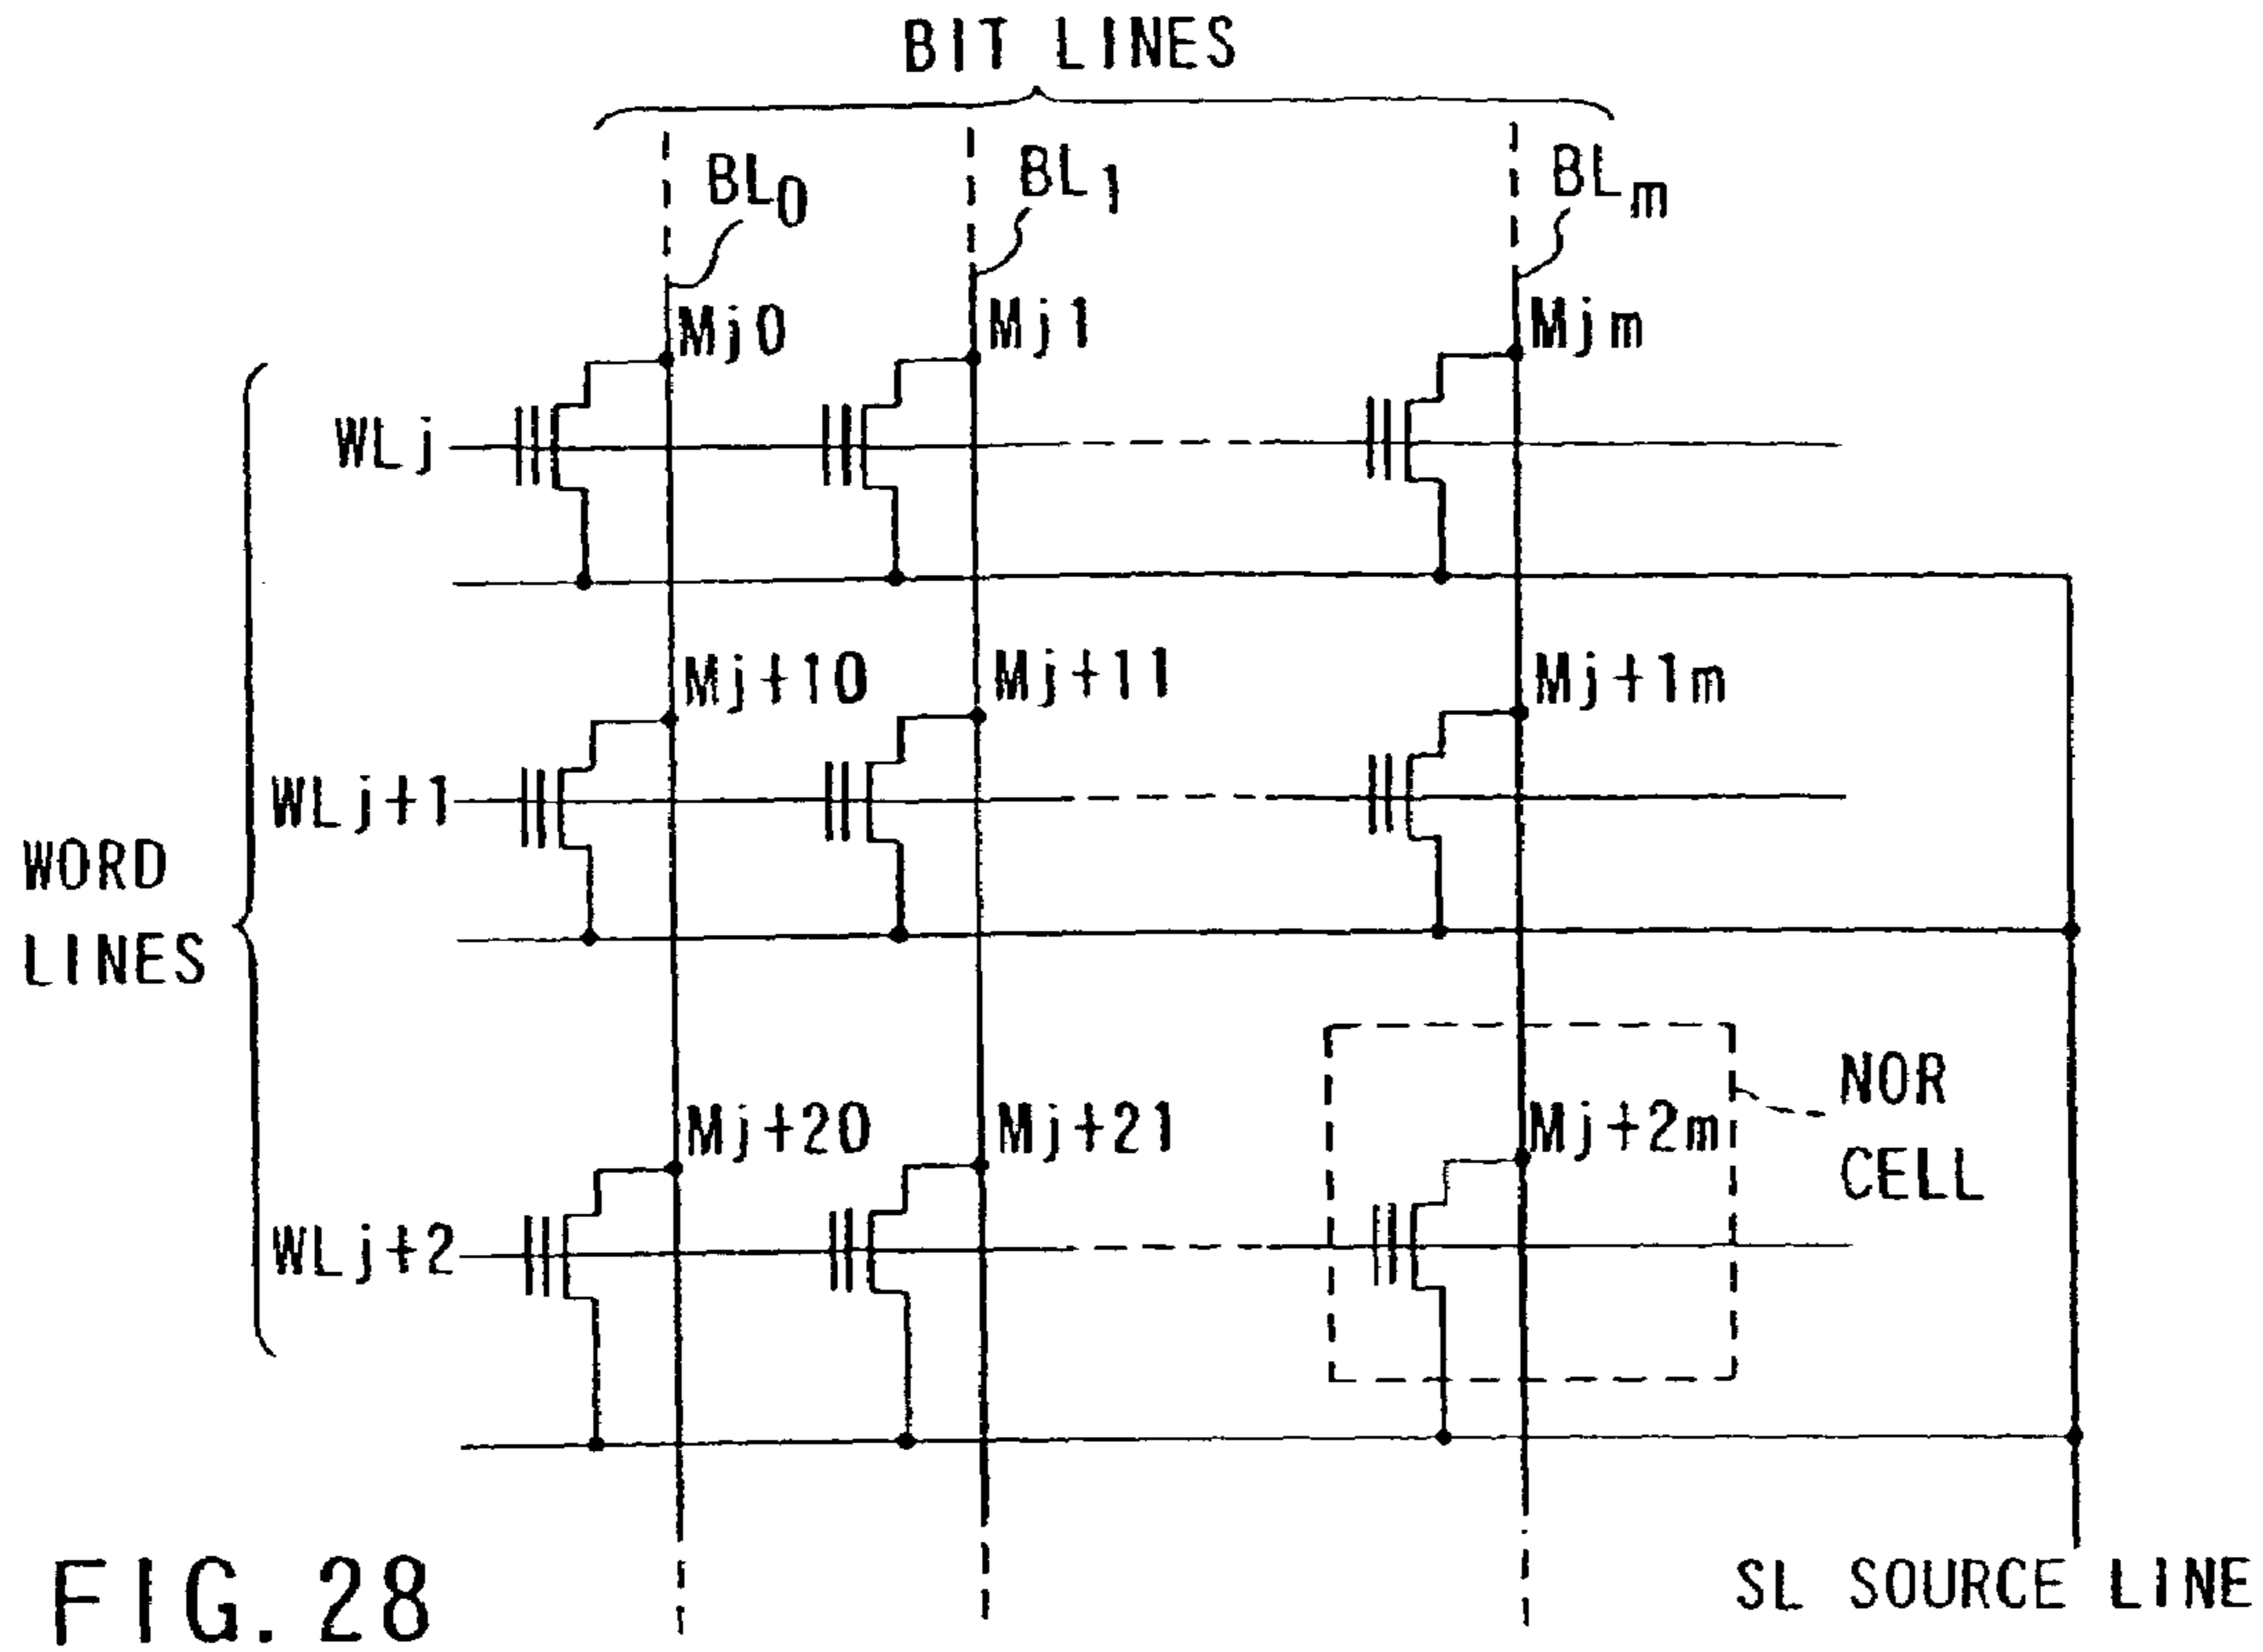 BIT LINES
BL0 BL1 BLm
Mj0 Mj1 Mjm
WLj
Mj+10 Mj+11 Mj+1m
WLj+1
WORD
LINES
NOR
CELL
Mj+20 Mj+21 Mj+2m
WLj+2
SL SOURCE LINE
FIG. 28